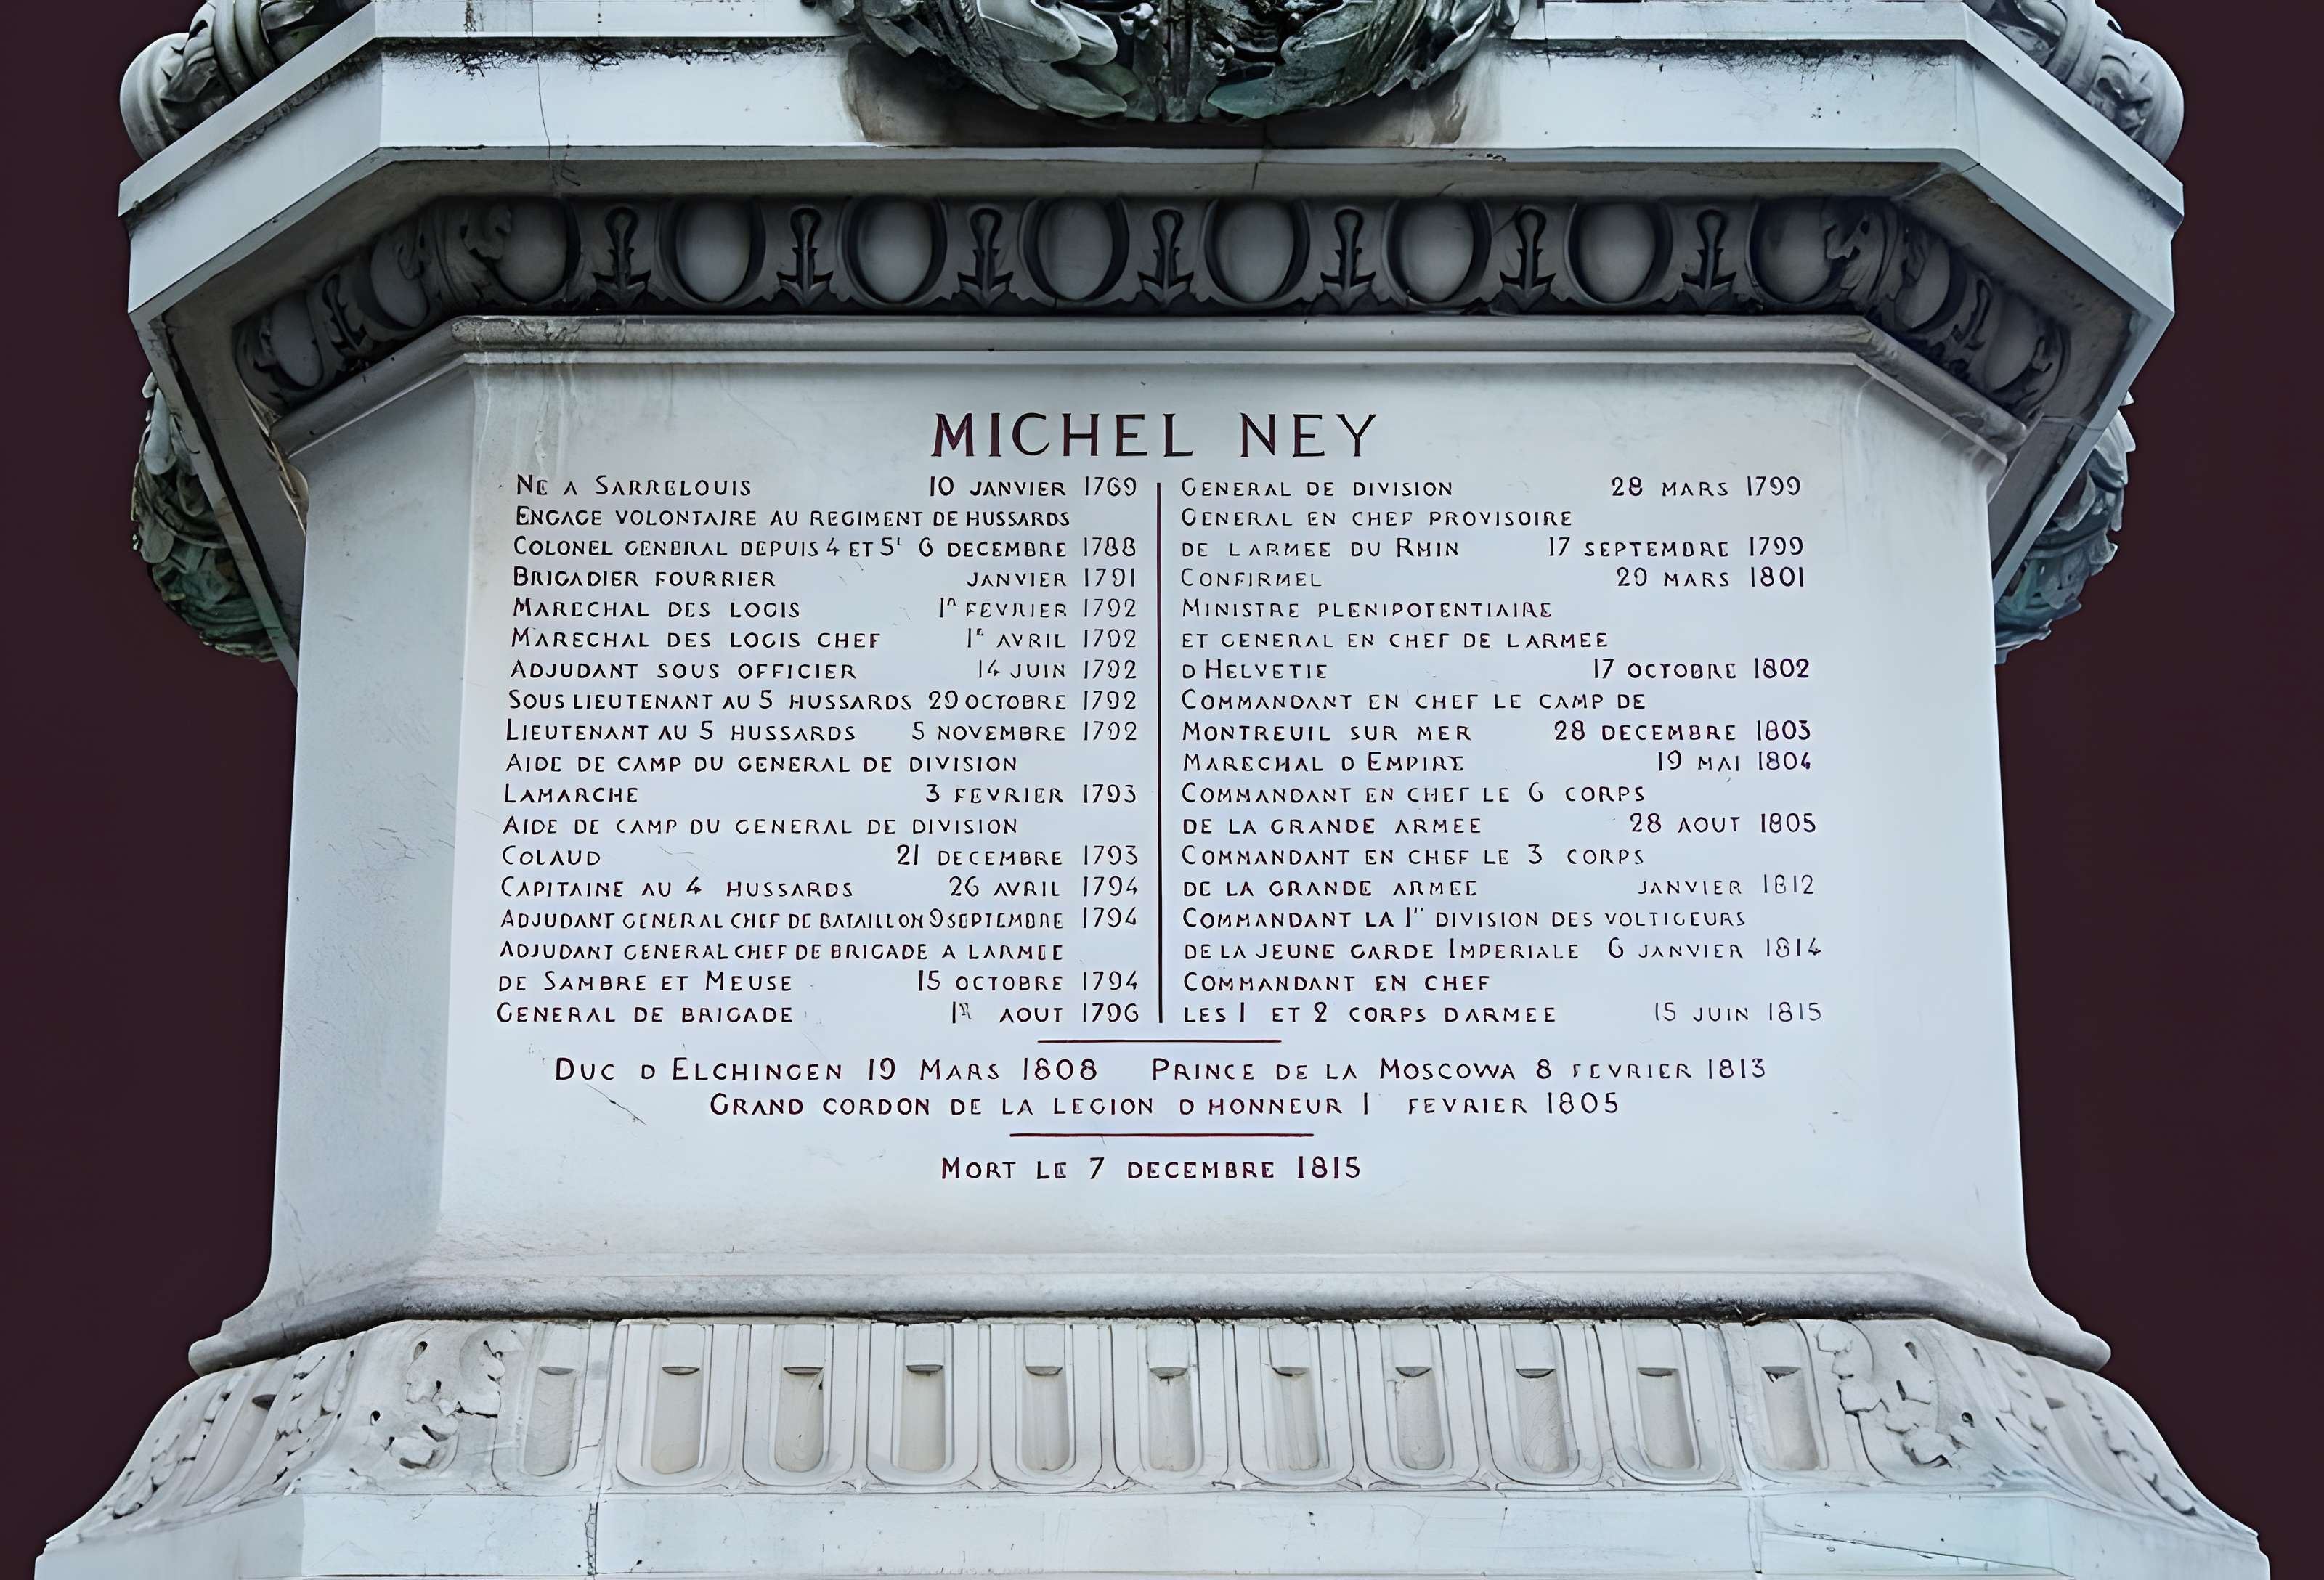 MICHEL NEY
NE A SARRELOUIS 10 JANVIER 1769
ENGAGE VOLONTAIRE AU REGIMENT DE HUSSARDS
COLONEL GENERAL DEPUIS 4 ET 5 6 DECEMBRE 1788
BRIGADIER FOURRIER JANVIER 1791
MARECHAL DES LOGIS FEVRIER 1792
MARECHAL DES LOGIS CHEF 1r AVRIL 1792
ADJUDANT SOUS OFFICIER 14 JUIN 1792
SOUS LIEUTENANT AU 5 HUSSARDS 29 OCTOBRE 1792
LIEUTENANT AU 5 HUSSARDS 5 NOVEMBRE 1792
AIDE DE CAMP DU GENERAL DE DIVISION
LAMARCHE 3 FEVRIER 1793
AIDE DE CAMP DU GENERAL DE DIVISION
COLAUD 21 DECEMBRE 1793
CAPITAINE AU 4 HUSSARDS 26 AVRIL 1794
ADJUDANT GENERAL CHEF DE BATAILLON 9 SEPTEMBRE 1794
ADJUDANT GENERAL CHEF DE BRIGADE A LARMEE
DE SAMBRE ET MEUSE 15 OCTOBRE 1794
GENERAL DE BRIGADE AOUT 1796
GENERAL DE DIVISION 28 MARS 1799
GENERAL EN CHEF PROVISOIRE
DE LARMEE DU RHIN 17 SEPTEMBRE 1799
CONFIRMEL 29 MARS 1801
MINISTRE PLENIPOTENTIAIRE
ET GENERAL EN CHEF DE LARMEE
D HELVETIE 17 OCTOBRE 1802
COMMANDANT EN CHEF LE CAMP DE
MONTREUIL SUR MER 28 DECEMBRE 1803
MARECHAL D EMPIRE 19 MAI 1804
COMMANDANT EN CHEF LE 6 CORPS
DE LA GRANDE ARMEE 28 AOUT 1805
COMMANDANT EN CHEF LE 3 CORPS
DE LA GRANDE ARMEE JANVIER 1812
COMMANDANT LA 1re DIVISION DES VOLTIGEURS
DE LA JEUNE GARDE IMPERIALE 6 JANVIER 1814
COMMANDANT EN CHEF
LES 1 ET 2 CORPS DARMEE 15 JUIN 1815
DUC D ELCHINGEN 19 MARS 1808 PRINCE DE LA MOSCOWA 8 FEVRIER 1813
GRAND CORDON DE LA LEGION D HONNEUR 1 FEVRIER 1805
MORT LE 7 DECEMBRE 1815